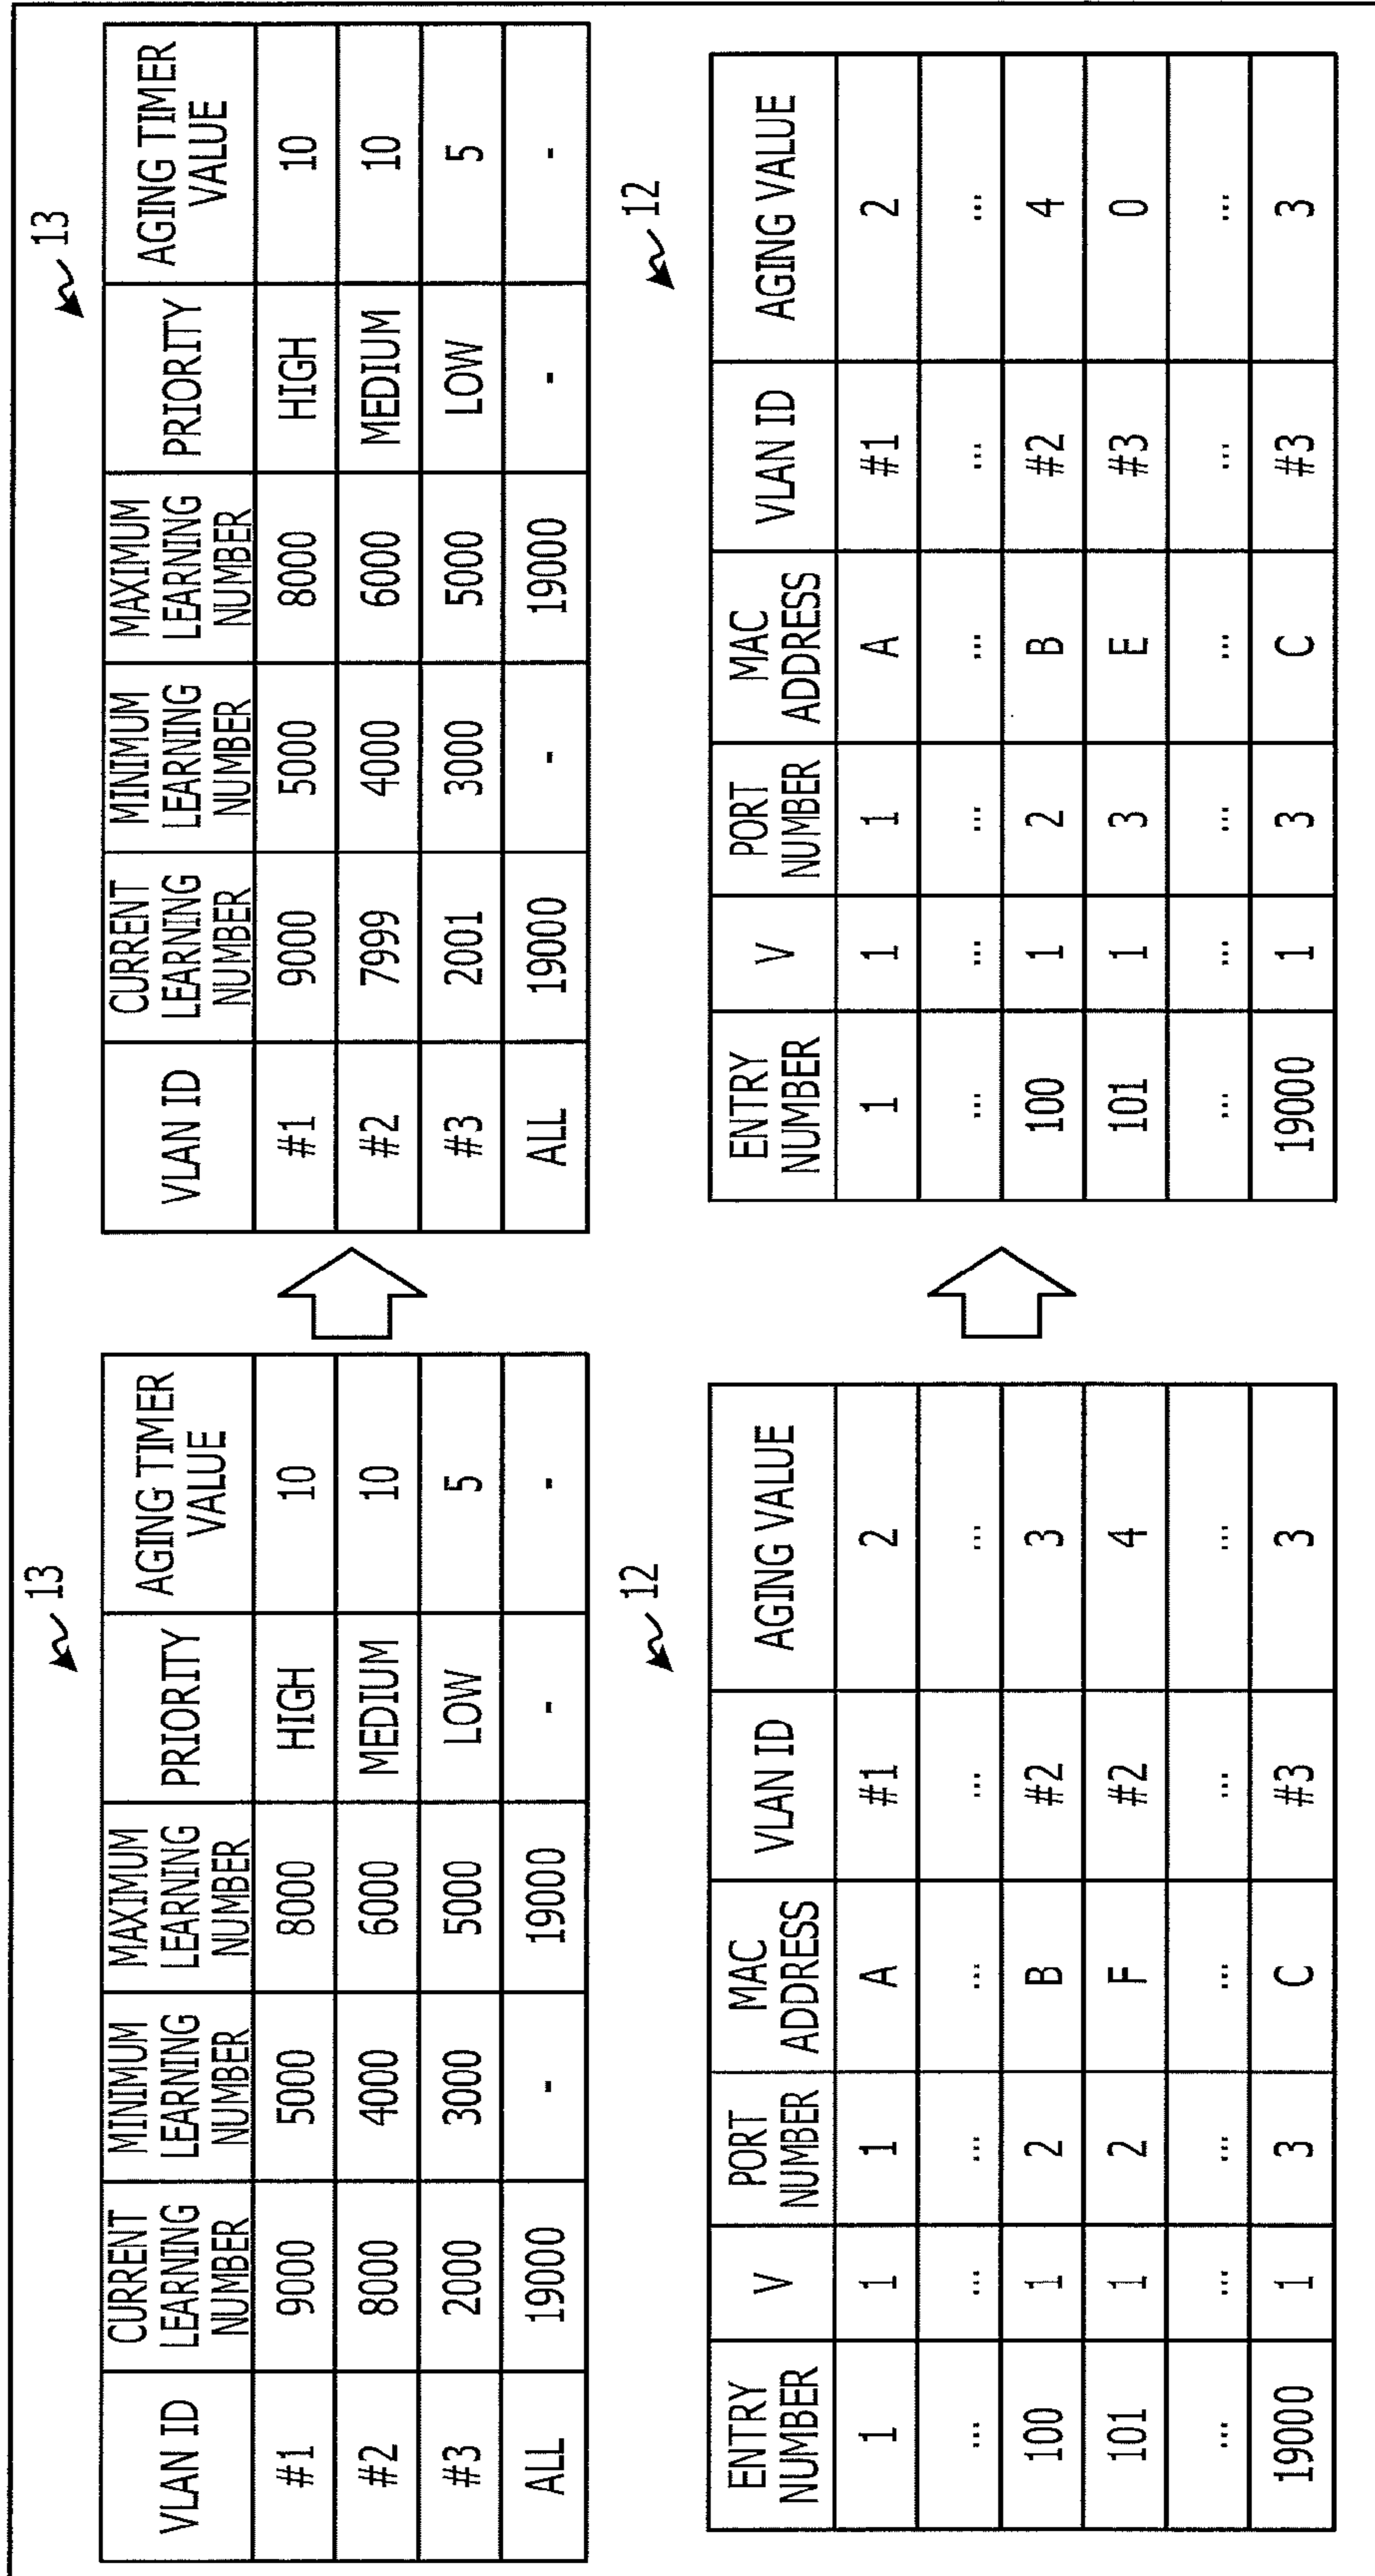 13
VLAN ID CURRENT LEARNING NUMBER MINIMUM LEARNING NUMBER MAXIMUM LEARNING NUMBER PRIORITY AGING TIMER VALUE
#1 9000 5000 8000 HIGH 10
#2 8000 4000 6000 MEDIUM 10
#3 2000 3000 5000 LOW 5
ALL 19000 - 19000 - -
13
VLAN ID CURRENT LEARNING NUMBER MINIMUM LEARNING NUMBER MAXIMUM LEARNING NUMBER PRIORITY AGING TIMER VALUE
#1 9000 5000 8000 HIGH 10
#2 7999 4000 6000 MEDIUM 10
#3 2001 3000 5000 LOW 5
ALL 19000 - 19000 - -
12
ENTRY NUMBER V PORT NUMBER MAC ADDRESS VLAN ID AGING VALUE
1 1 1 A #1 2
... ... ... ... ... ...
100 1 2 B #2 3
101 1 2 F #2 4
... ... ... ... ... ...
19000 1 3 C #3 3
12
ENTRY NUMBER V PORT NUMBER MAC ADDRESS VLAN ID AGING VALUE
1 1 1 A #1 2
... ... ... ... ... ...
100 1 2 B #2 4
101 1 3 E #3 0
... ... ... ... ... ...
19000 1 3 C #3 3